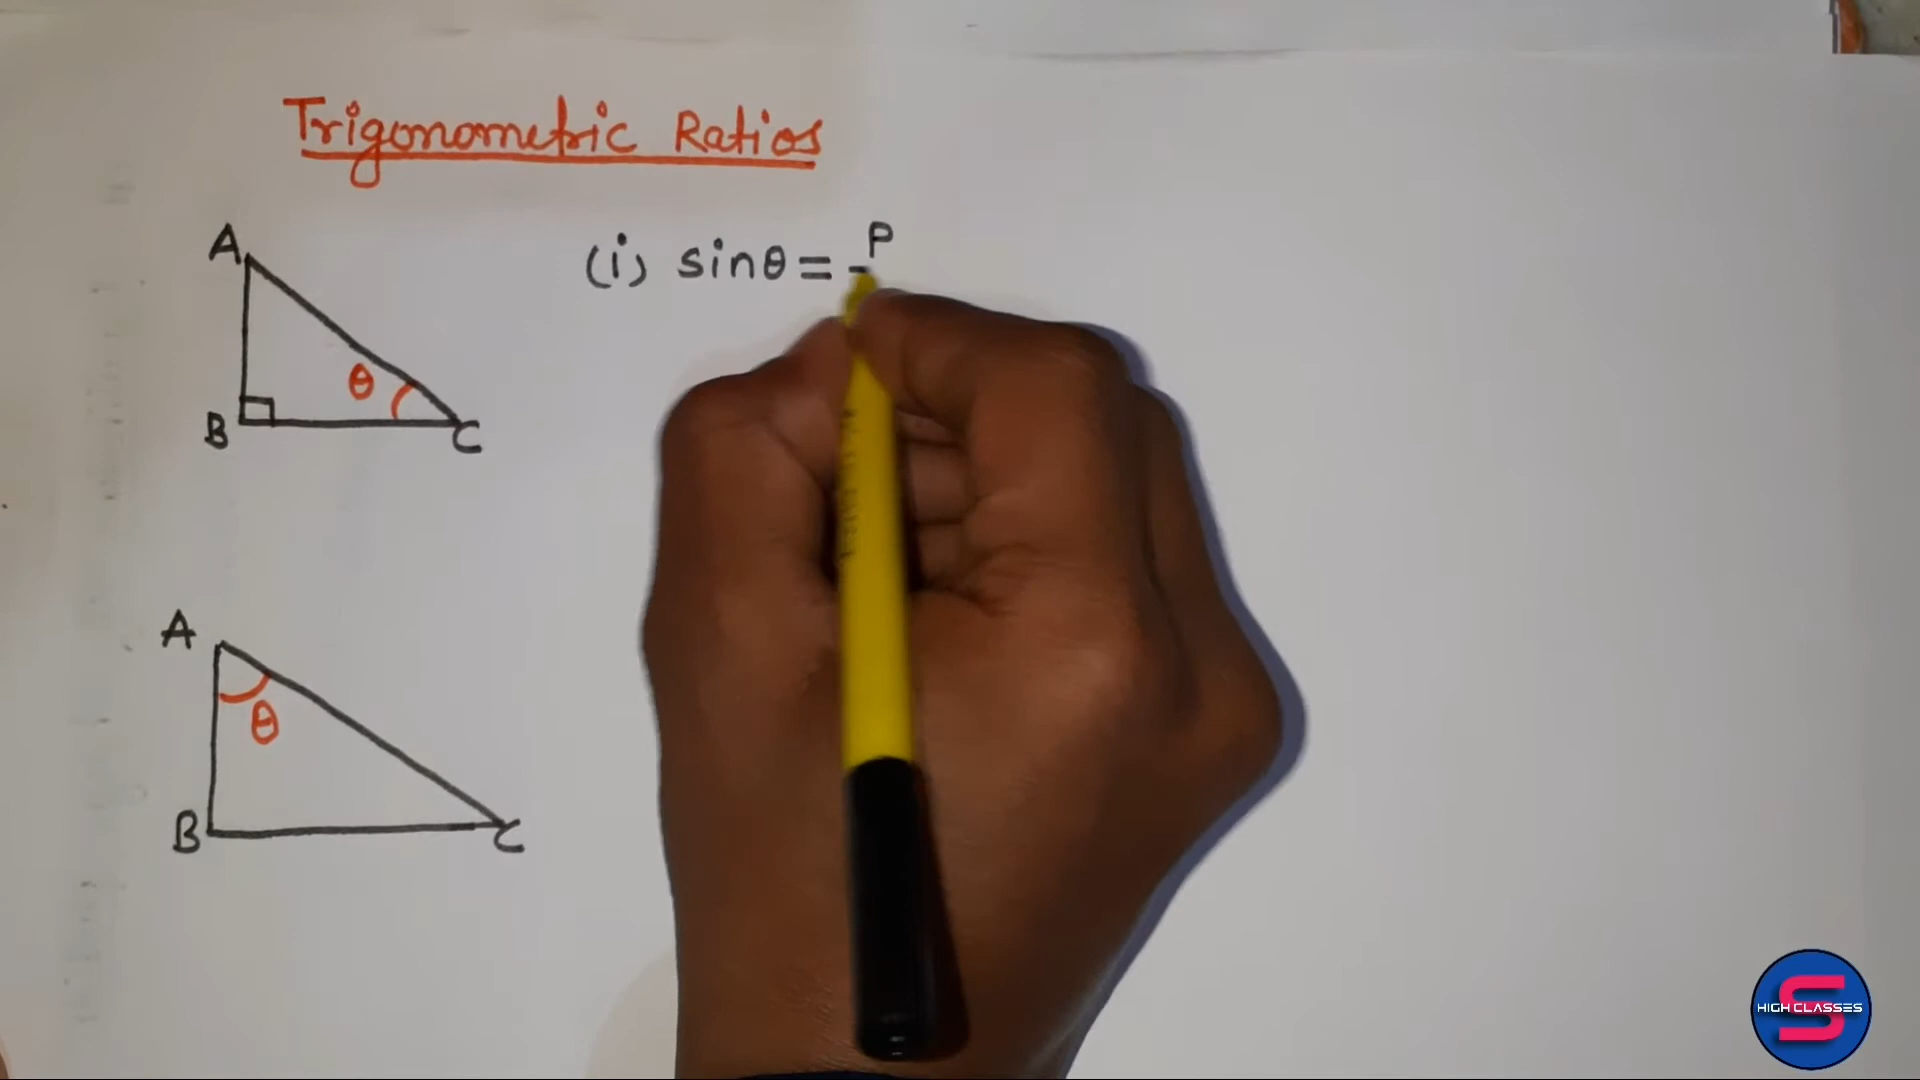 Trigonometric Ratios
A
B
C
θ
(i) sinθ = P
A
θ
B
C
S
HIGH CLASSES